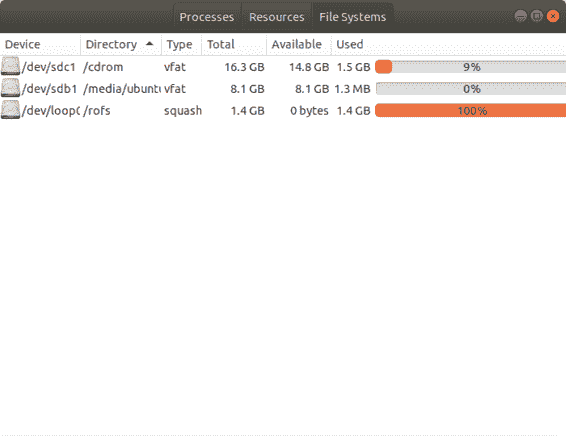 Processes Resources File Systems
Device Directory Type Total Available Used
/dev/sdc1 /cdrom vfat 16.3 GB 14.8 GB 1.5 GB 9%
/dev/sdb1 /media/ubuntu vfat 8.1 GB 8.1 GB 1.3 MB 0%
/dev/loop0 /rofs squash 1.4 GB 0 bytes 1.4 GB 100%